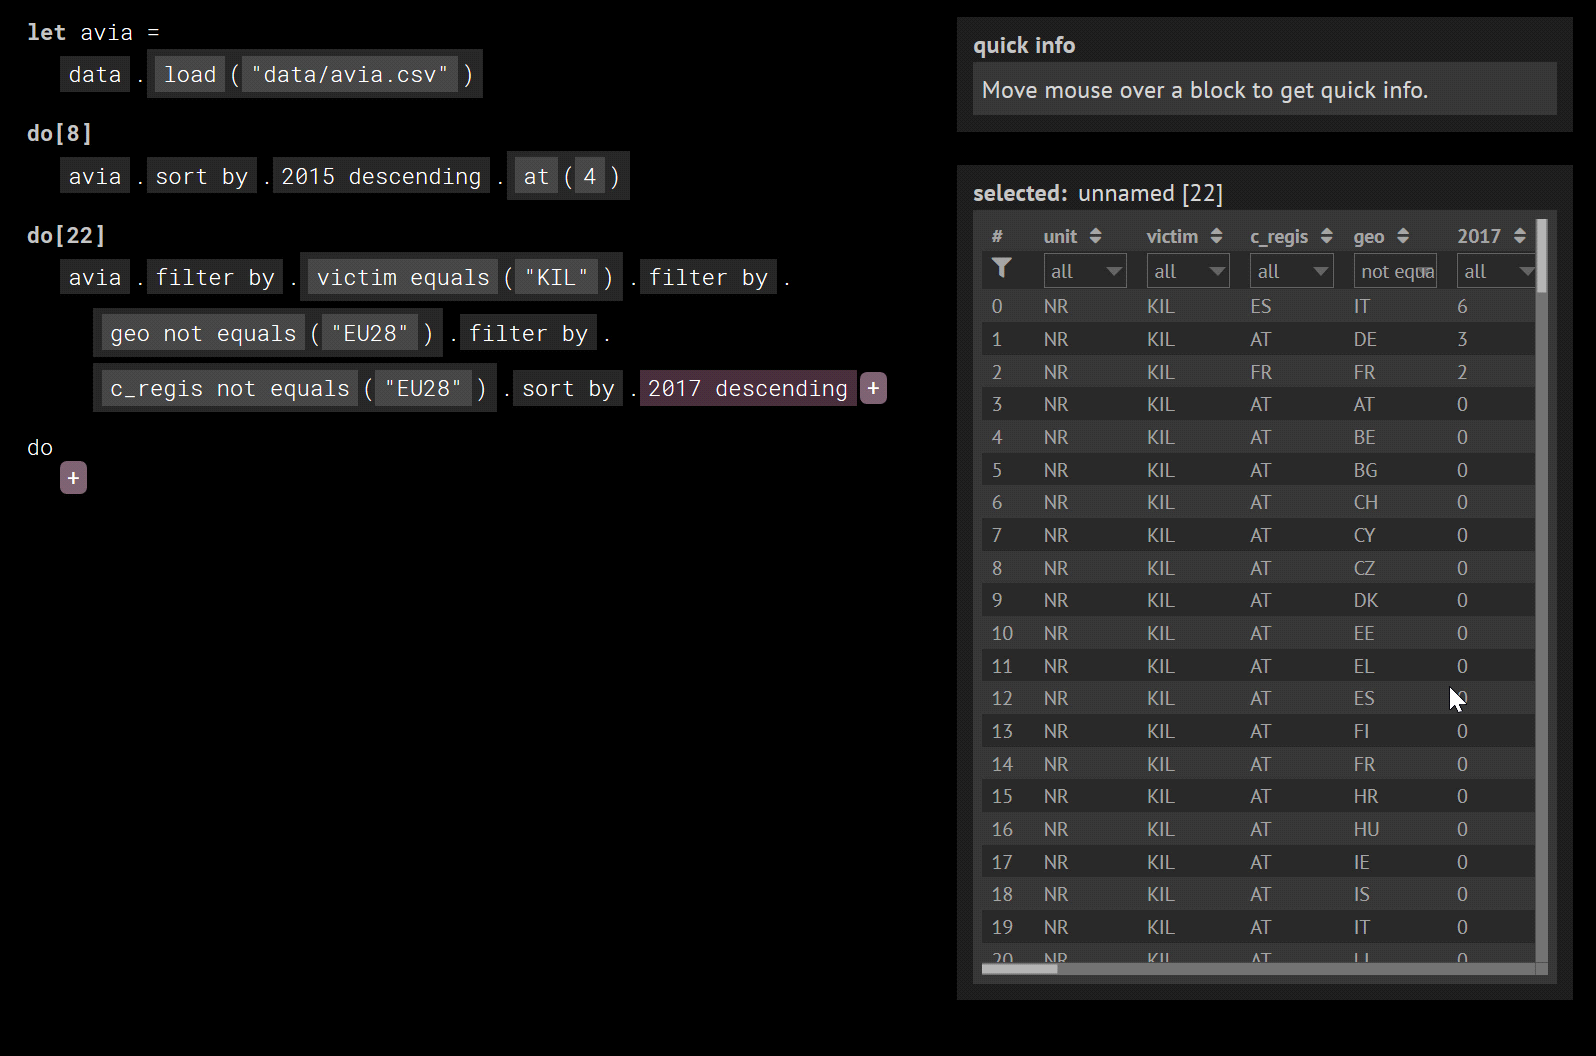 let avia =
data . load ( "data/avia.csv" )
do[8]
avia . sort by . 2015 descending . at ( 4 )
do[22]
avia . filter by . victim equals ( "KIL" ) . filter by .
geo not equals ( "EU28" ) . filter by .
c_regis not equals ( "EU28" ) . sort by . 2017 descending +
do
+
quick info
Move mouse over a block to get quick info.
selected: unnamed [22]
# unit victim c_regis geo 2017
all all all not equa all
0 NR KIL ES IT 6
1 NR KIL AT DE 3
2 NR KIL FR FR 2
3 NR KIL AT AT 0
4 NR KIL AT BE 0
5 NR KIL AT BG 0
6 NR KIL AT CH 0
7 NR KIL AT CY 0
8 NR KIL AT CZ 0
9 NR KIL AT DK 0
10 NR KIL AT EE 0
11 NR KIL AT EL 0
12 NR KIL AT ES 0
13 NR KIL AT FI 0
14 NR KIL AT FR 0
15 NR KIL AT HR 0
16 NR KIL AT HU 0
17 NR KIL AT IE 0
18 NR KIL AT IS 0
19 NR KIL AT IT 0
20 NR KIL AT 0